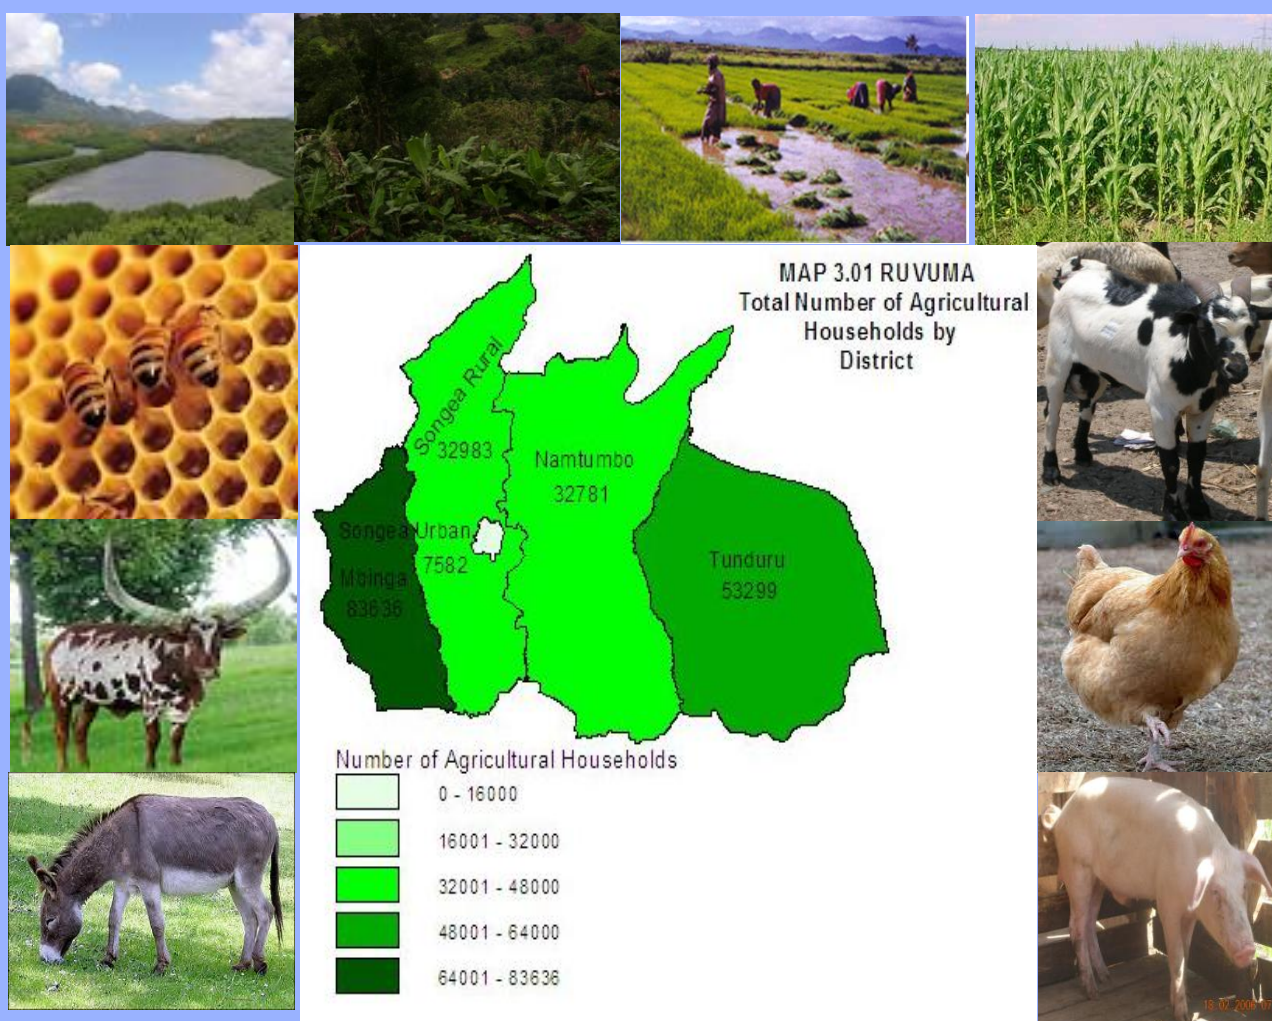 MAP 3.01 RUVUMA
Total Number of Agricultural
Households by
District
Songea Rural
32983
Namtumbo
32781
Songea Urban
7582
Mbinga
83636
Tunduru
53299
Number of Agricultural Households
0 - 16000
16001 - 32000
32001 - 48000
48001 - 64000
64001 - 83636